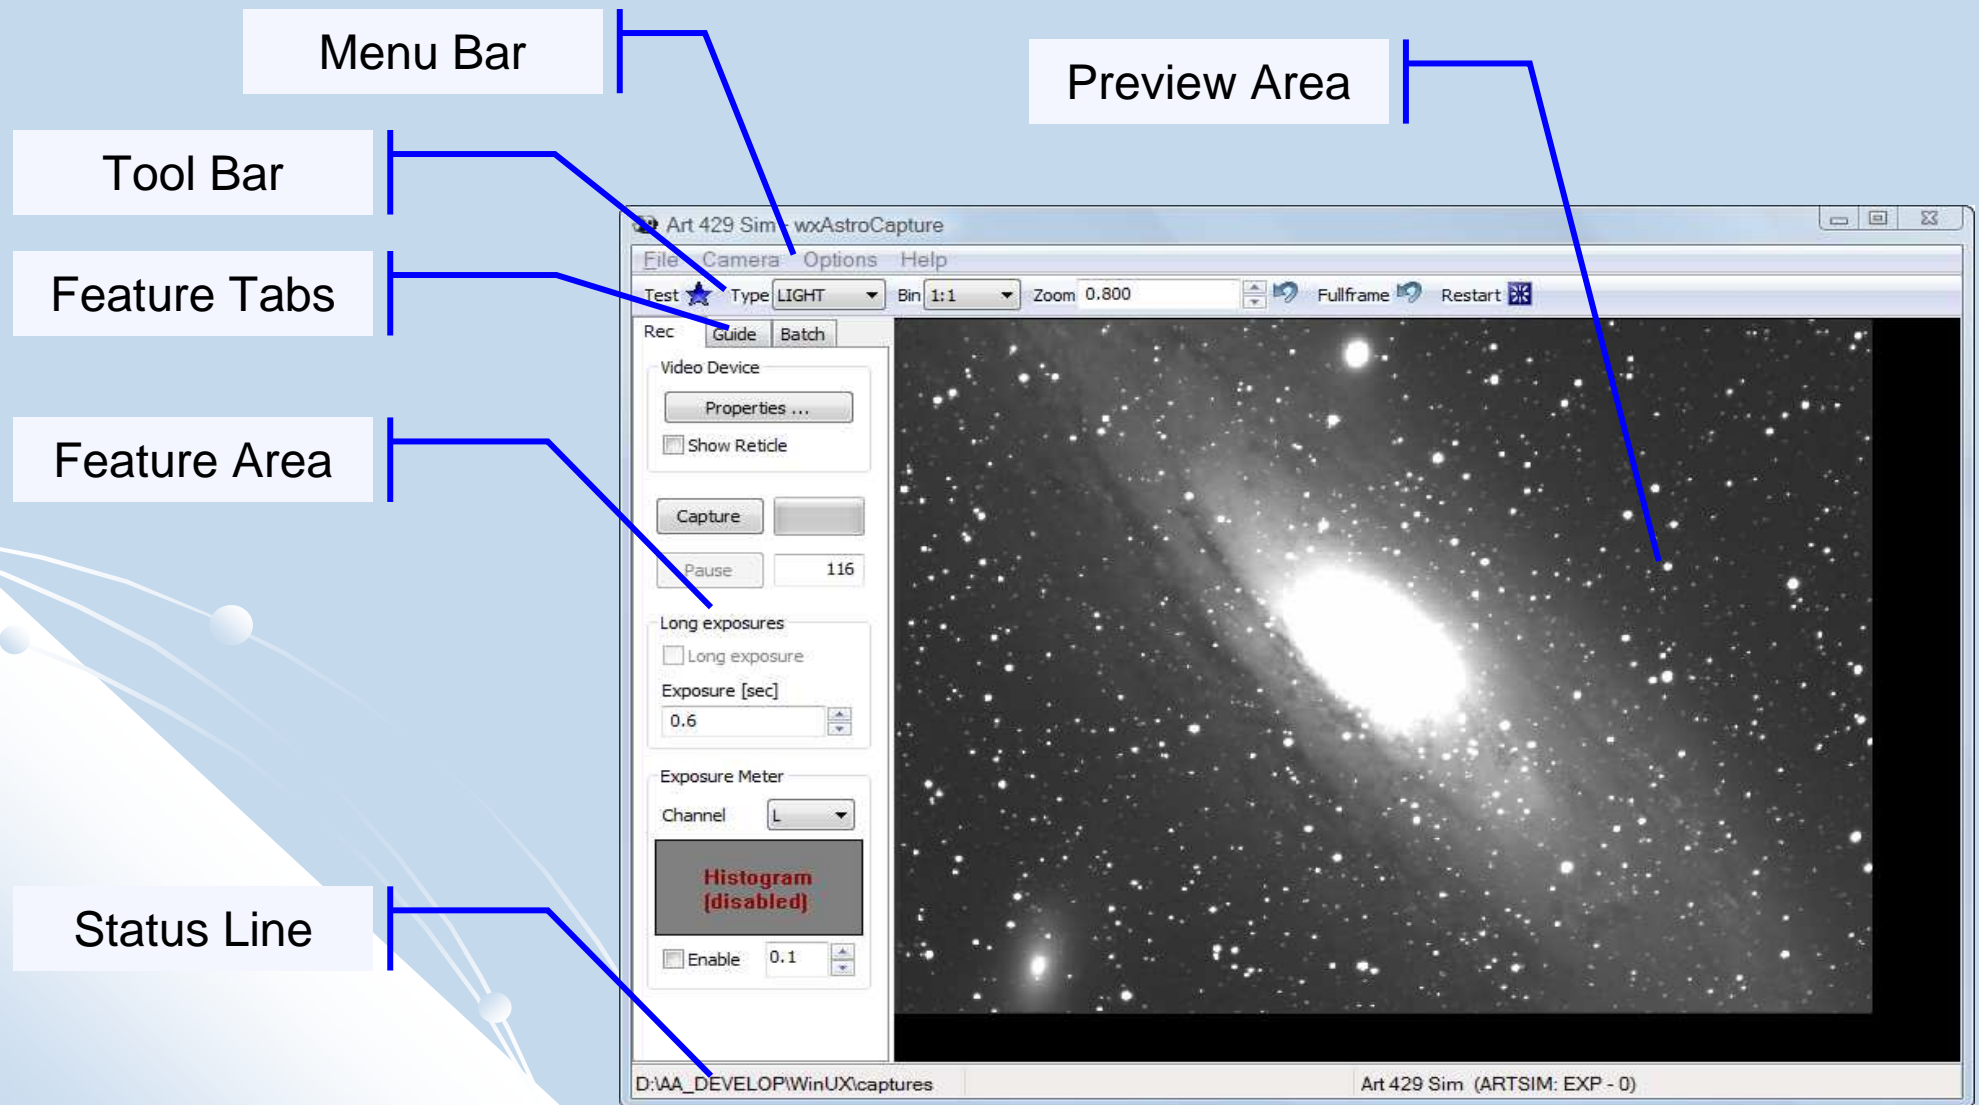 Menu Bar
Preview Area
Tool Bar
Feature Tabs
Feature Area
Status Line
Art 429 Sim - wxAstroCapture
File Camera Options Help
Test Type LIGHT Bin 1:1 Zoom 0.800 Fullframe Restart
Rec Guide Batch
Video Device
Properties ...
Show Reticle
Capture
Pause 116
Long exposures
Long exposure
Exposure [sec]
0.6
Exposure Meter
Channel L
Histogram
(disabled)
Enable 0.1
D:\AA_DEVELOP\WinUX\captures Art 429 Sim (ARTSIM: EXP - 0)